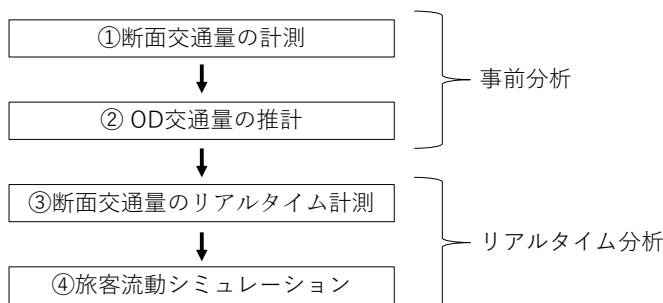 ①断面交通量の計測
② OD交通量の推計
事前分析
③断面交通量のリアルタイム計測
④旅客流動シミュレーション
リアルタイム分析